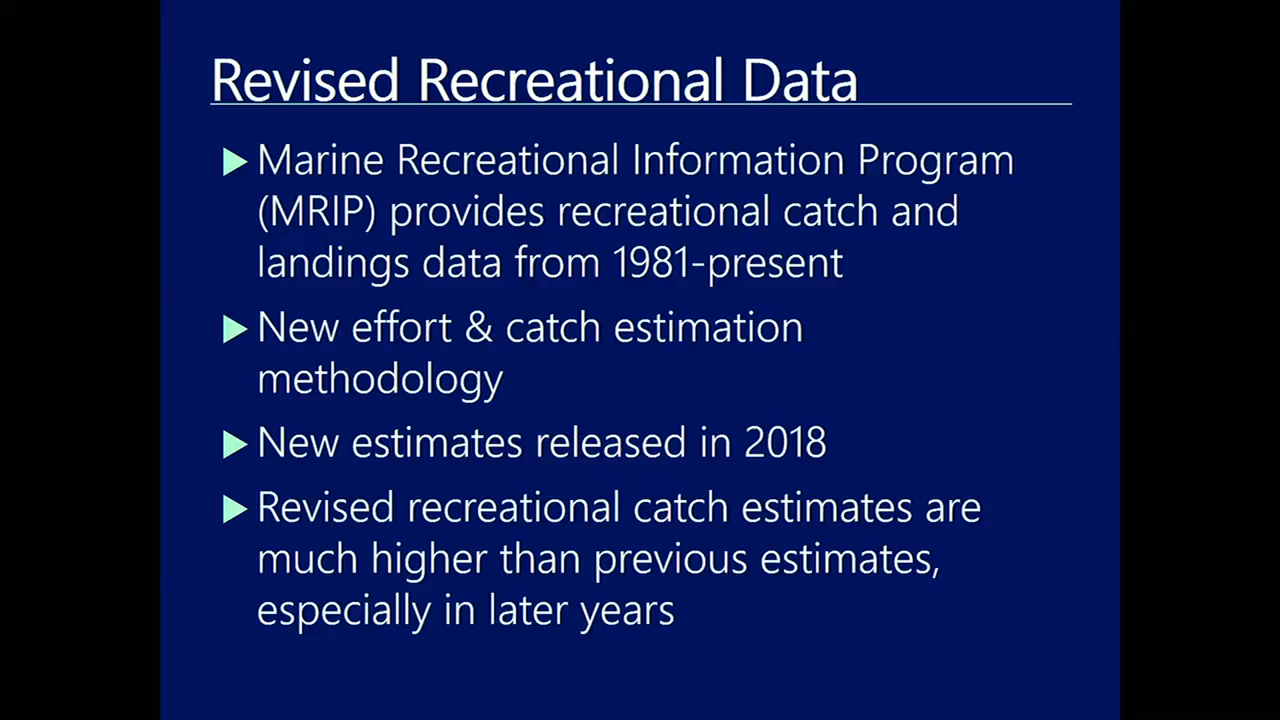 Revised Recreational Data
Marine Recreational Information Program
(MRIP) provides recreational catch and
landings data from 1981-present
New effort & catch estimation
methodology
New estimates released in 2018
Revised recreational catch estimates are
much higher than previous estimates,
especially in later years